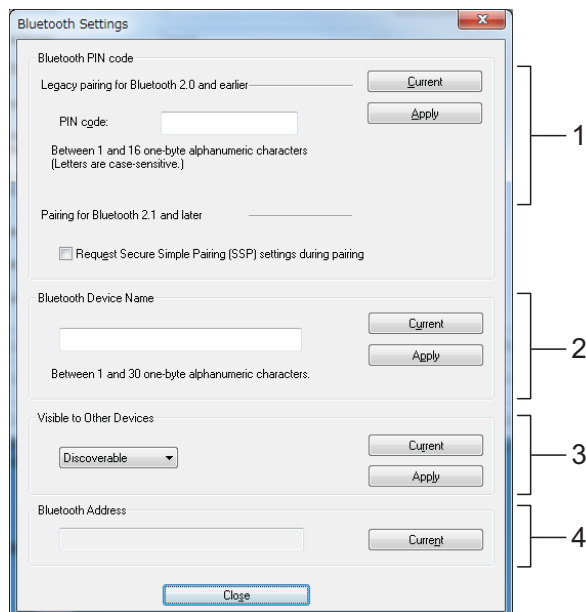 Bluetooth Settings
Bluetooth PIN code
Legacy pairing for Bluetooth 2.0 and earlier
Current
Apply
PIN code:
Between 1 and 16 one-byte alphanumeric characters
(Letters are case-sensitive.)
1
Pairing for Bluetooth 2.1 and later
Request Secure Simple Pairing (SSP) settings during pairing
Bluetooth Device Name
Current
Apply
Between 1 and 30 one-byte alphanumeric characters.
2
Visible to Other Devices
Discoverable
Current
Apply
3
Bluetooth Address
Current
4
Close